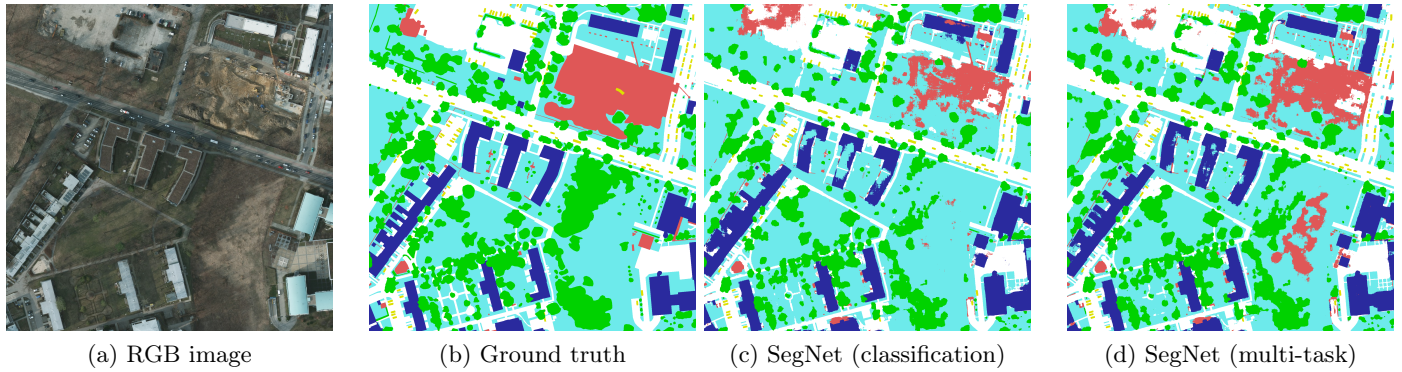 (a) RGB image
(b) Ground truth
(c) SegNet (classification)
(d) SegNet (multi-task)